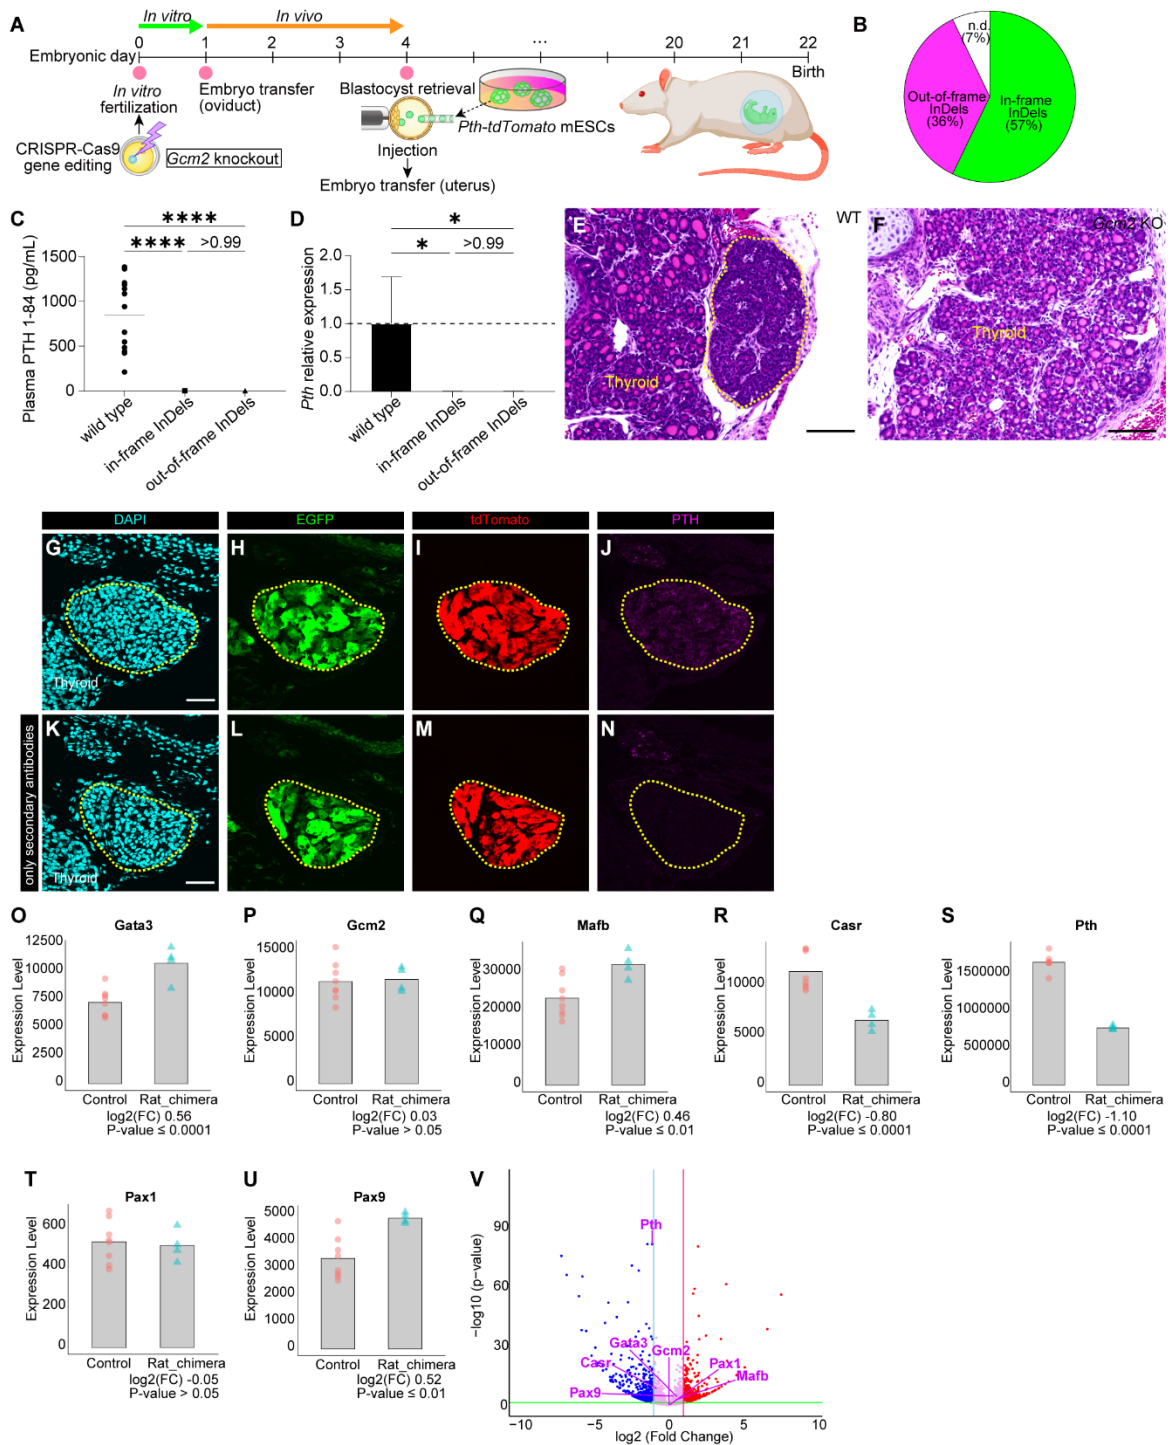 A
In vitro
In vivo
Embryonic day
0
1
2
3
4
...
20
21
22
Birth
In vitro
fertilization
Embryo transfer
(oviduct)
Blastocyst retrieval
Pth-tdTomato mESCs
CRISPR-Cas9
gene editing
Gcm2 knockout
Injection
Embryo transfer (uterus)
B
n.d.
(7%)
Out-of-frame
InDels
(36%)
In-frame
InDels
(57%)
C
****
**** >0.99
Plasma PTH 1-84 (pg/mL)
1500
1000
500
0
wild type
in-frame InDels
out-of-frame InDels
D
*
* >0.99
Pth relative expression
2.0
1.5
1.0
0.5
0.0
wild type
in-frame InDels
out-of-frame InDels
E
WT
Thyroid
F
Gcm2 KO
Thyroid
DAPI
EGFP
tdTomato
PTH
G
Thyroid
H
I
J
only secondary antibodies
K
Thyroid
L
M
N
O
Gata3
Expression Level
12500
10000
7500
5000
2500
0
Control Rat_chimera
log2(FC) 0.56
P-value ≤ 0.0001
P
Gcm2
Expression Level
15000
10000
5000
0
Control Rat_chimera
log2(FC) 0.03
P-value > 0.05
Q
Mafb
Expression Level
30000
20000
10000
0
Control Rat_chimera
log2(FC) 0.46
P-value ≤ 0.01
R
Casr
Expression Level
10000
5000
0
Control Rat_chimera
log2(FC) -0.80
P-value ≤ 0.0001
S
Pth
Expression Level
1500000
1000000
500000
0
Control Rat_chimera
log2(FC) -1.10
P-value ≤ 0.0001
T
Pax1
Expression Level
600
400
200
0
Control Rat_chimera
log2(FC) -0.05
P-value > 0.05
U
Pax9
Expression Level
5000
4000
3000
2000
1000
0
Control Rat_chimera
log2(FC) 0.52
P-value ≤ 0.01
V
−log10 (p−value)
90
60
30
0
Pth
Gata3
Gcm2
Casr
Pax1
Mafb
Pax9
−10
−5
0
5
10
log2 (Fold Change)